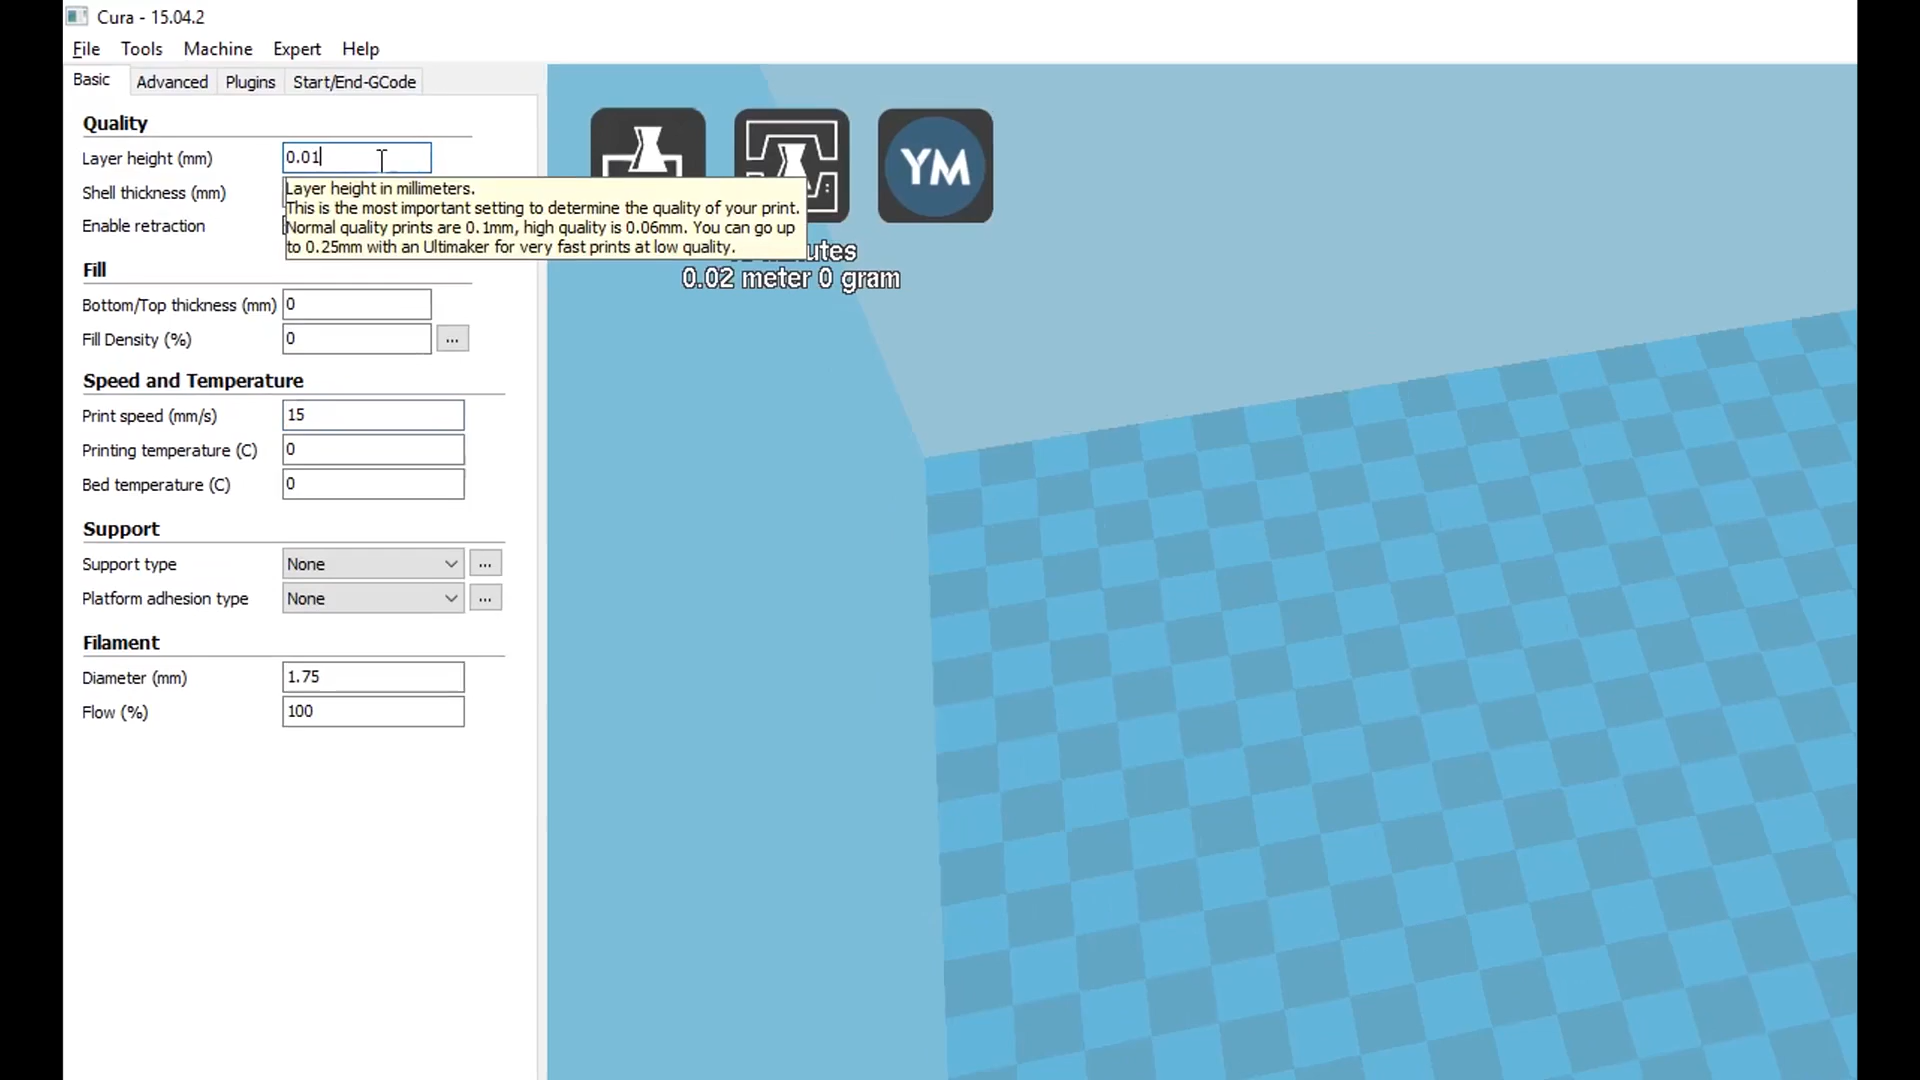 Cura - 15.04.2
File Tools Machine Expert Help
Basic Advanced Plugins Start/End-GCode
Quality
Layer height (mm) 0.01
Shell thickness (mm)
Enable retraction
Layer height in millimeters.
This is the most important setting to determine the quality of your print.
Normal quality prints are 0.1mm, high quality is 0.06mm. You can go up
to 0.25mm with an Ultimaker for very fast prints at low quality.
YM
0.02 meter 0 gram
Fill
Bottom/Top thickness (mm) 0
Fill Density (%) 0 ...
Speed and Temperature
Print speed (mm/s) 15
Printing temperature (C) 0
Bed temperature (C) 0
Support
Support type None ...
Platform adhesion type None ...
Filament
Diameter (mm) 1.75
Flow (%) 100